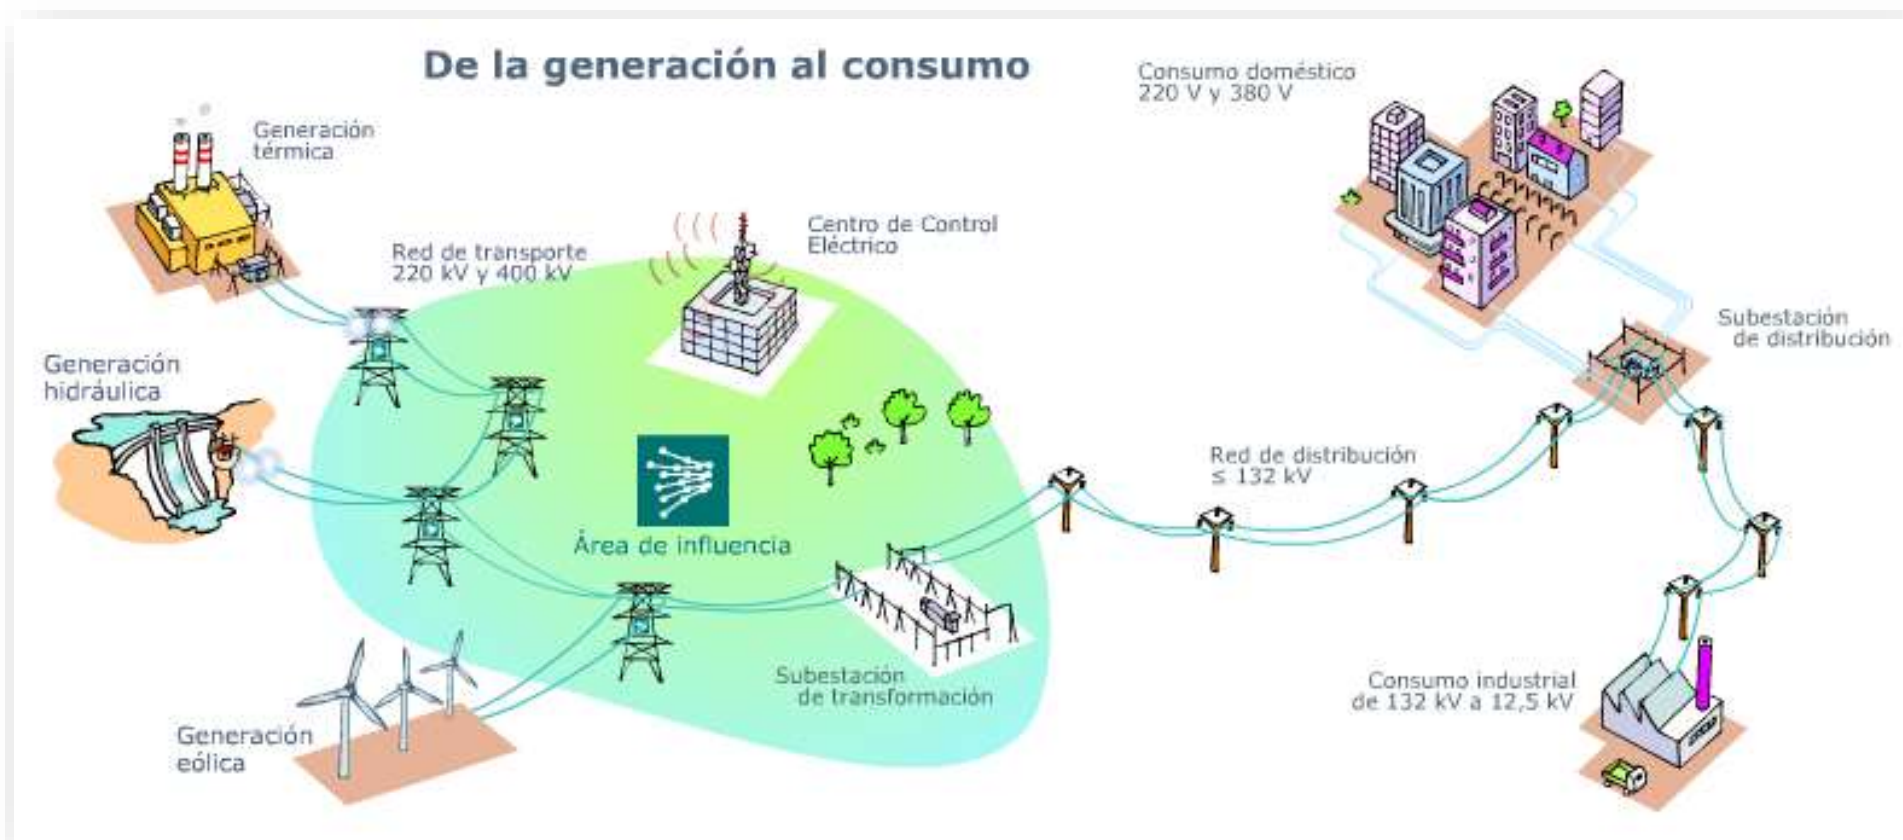 De la generación al consumo
Generación
térmica
Red de transporte
220 kV y 400 kV
Centro de Control
Eléctrico
Consumo doméstico
220 V y 380 V
Subestación
de distribución
Generación
hidráulica
Área de influencia
Red de distribución
≤ 132 kV
Subestación
de transformación
Generación
eólica
Consumo industrial
de 132 kV a 12,5 kV